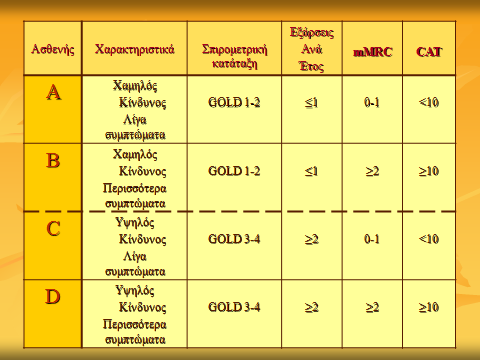 Ασθενής Χαρακτηριστικά Σπιρομετρική κατάταξη Εξάρσεις Ανά Έτος mMRC CAT
A Χαμηλός Κίνδυνος Λίγα συμπτώματα GOLD 1-2 ≤1 0-1 <10
B Χαμηλός Κίνδυνος Περισσότερα συμπτώματα GOLD 1-2 ≤1 ≥2 ≥10
C Υψηλός Κίνδυνος Λίγα συμπτώματα GOLD 3-4 ≥2 0-1 <10
D Υψηλός Κίνδυνος Περισσότερα συμπτώματα GOLD 3-4 ≥2 ≥2 ≥10